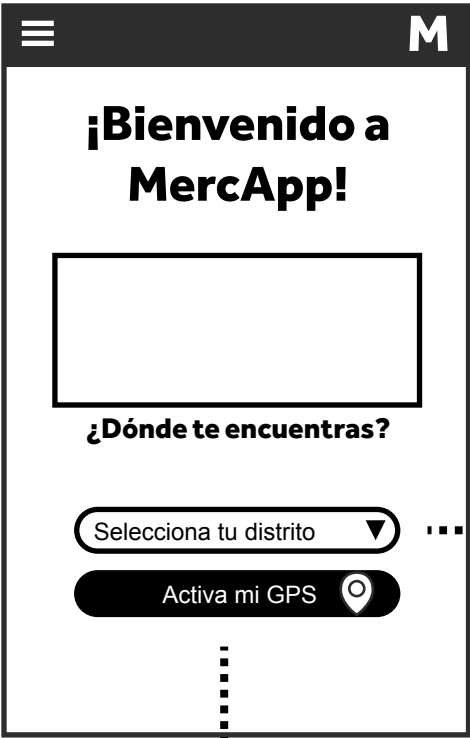 M
¡Bienvenido a
MercApp!
¿Dónde te encuentras?
Selecciona tu distrito
Activa mi GPS